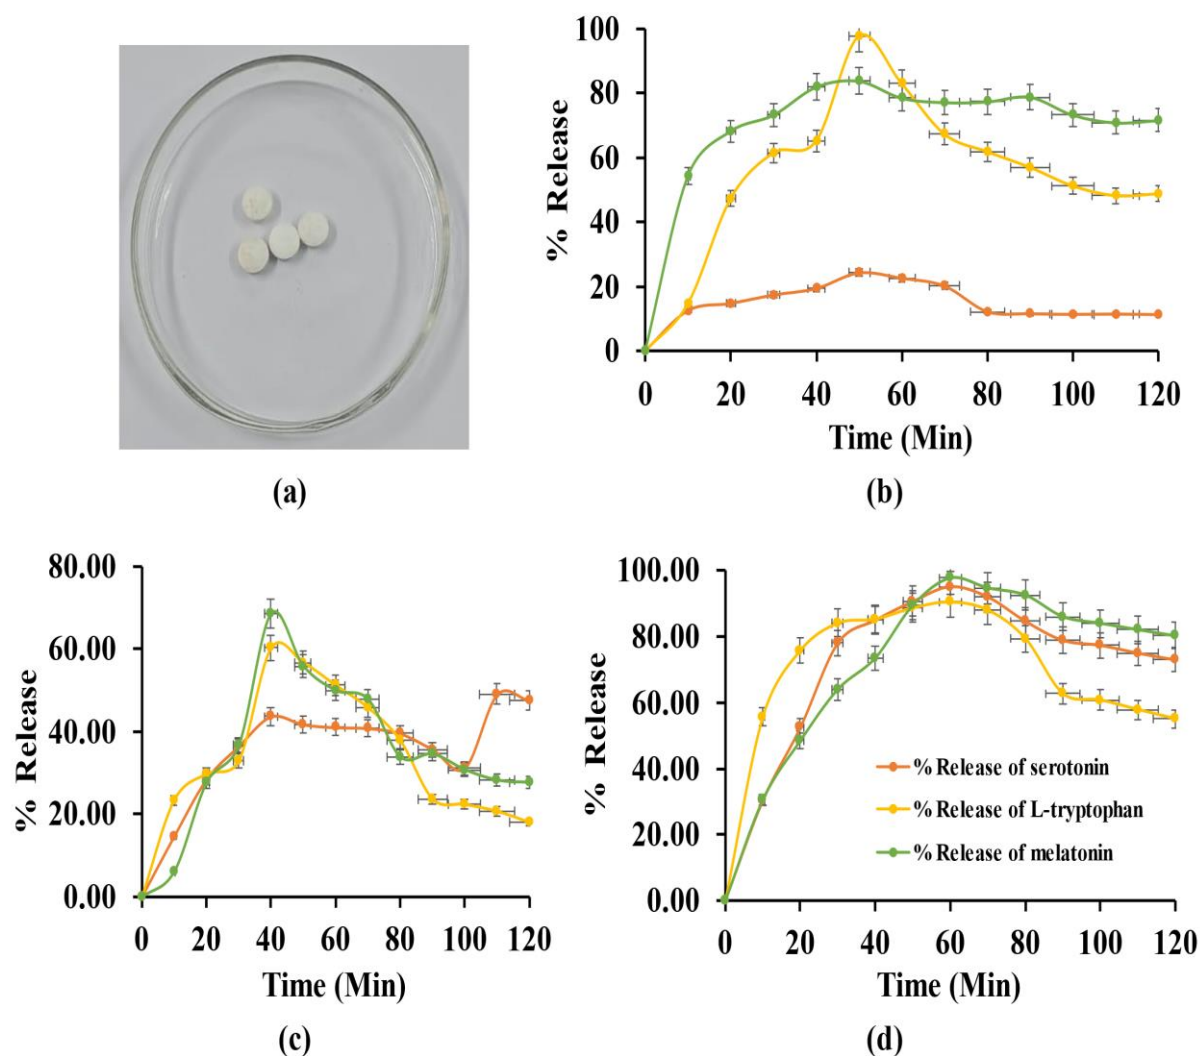 (a)
100
80
60
40
20
0
% Release
0 20 40 60 80 100 120
Time (Min)
(b)
80.00
60.00
40.00
20.00
0.00
% Release
0 20 40 60 80 100 120
Time (Min)
(c)
100.00
80.00
60.00
40.00
20.00
0.00
% Release
% Release of serotonin
% Release of L-tryptophan
% Release of melatonin
0 20 40 60 80 100 120
Time (Min)
(d)